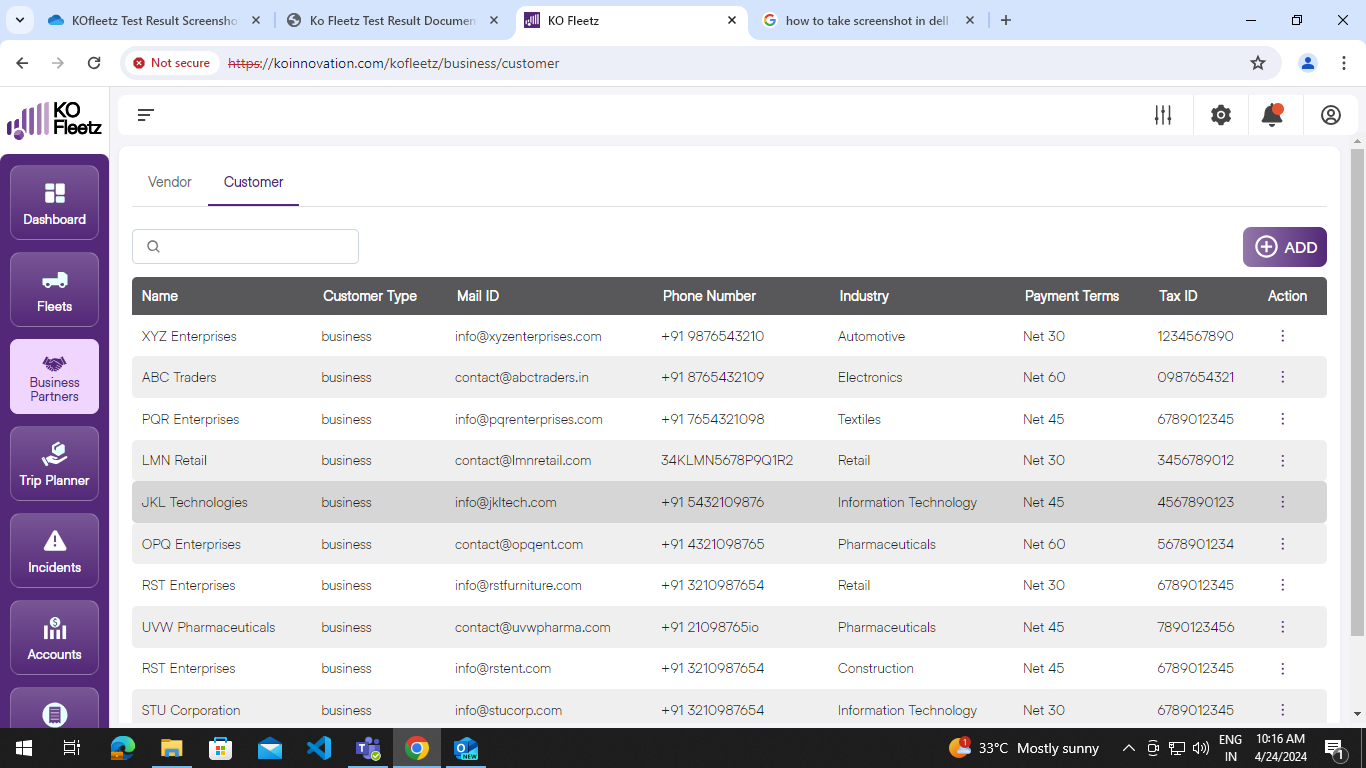 KOfleetz Test Result Screensho
Ko Fleetz Test Result Documen
KO Fleetz
how to take screenshot in dell
Not secure
https://koinnovation.com/kofleetz/business/customer
KO
Fleetz
Dashboard
Fleets
Business
Partners
Trip Planner
Incidents
Accounts
Vendor
Customer
ADD
Name Customer Type Mail ID Phone Number Industry Payment Terms Tax ID Action
XYZ Enterprises business info@xyzenterprises.com +91 9876543210 Automotive Net 30 1234567890
ABC Traders business contact@abctraders.in +91 8765432109 Electronics Net 60 0987654321
PQR Enterprises business info@pqrenterprises.com +91 7654321098 Textiles Net 45 6789012345
LMN Retail business contact@lmnretail.com 34KLMN5678P9Q1R2 Retail Net 30 3456789012
JKL Technologies business info@jkltech.com +91 5432109876 Information Technology Net 45 4567890123
OPQ Enterprises business contact@opqent.com +91 4321098765 Pharmaceuticals Net 60 5678901234
RST Enterprises business info@rstfurniture.com +91 3210987654 Retail Net 30 6789012345
UVW Pharmaceuticals business contact@uvwpharma.com +91 21098765io Pharmaceuticals Net 45 7890123456
RST Enterprises business info@rstent.com +91 3210987654 Construction Net 45 6789012345
STU Corporation business info@stucorp.com +91 3210987654 Information Technology Net 30 6789012345
NEW
1
33°C Mostly sunny
ENG
IN
10:16 AM
4/24/2024
1